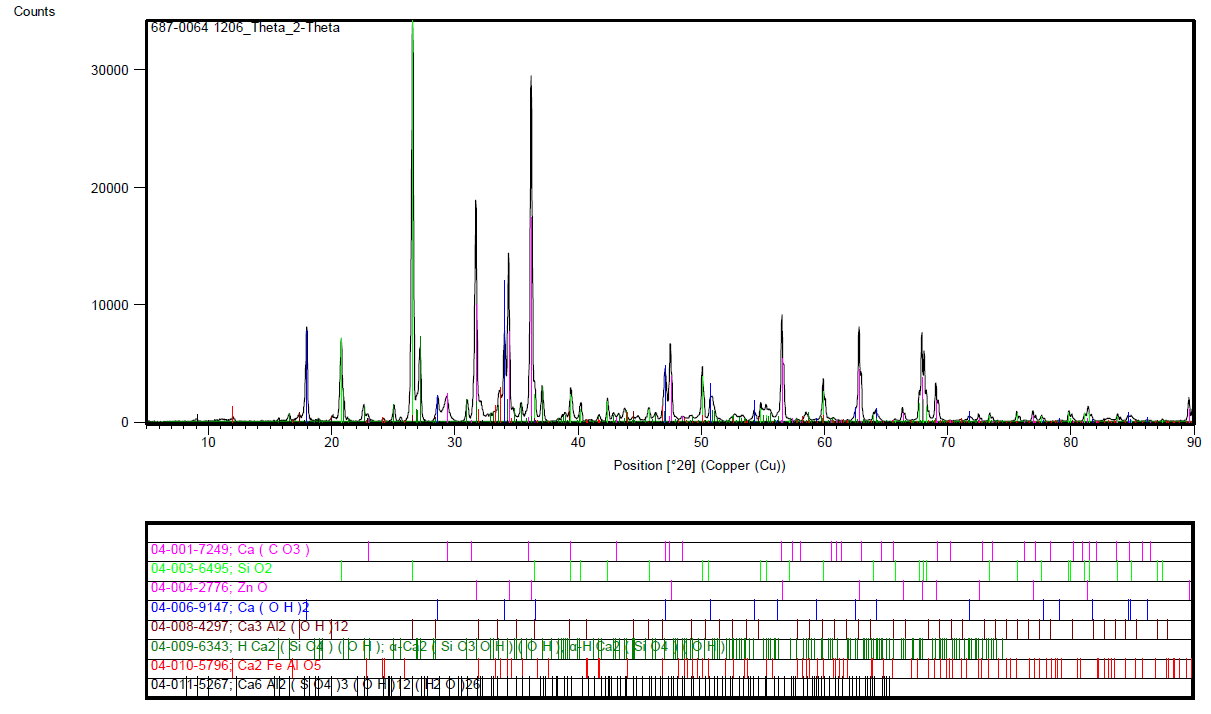 Counts
687-0064 1206_Theta_2-Theta
30000
20000
10000
0
10 20 30 40 50 60 70 80 90
Position [°2θ] (Copper (Cu))
04-001-7249; Ca ( C O3 )
04-003-6495; Si O2
04-004-2776; Zn O
04-006-9147; Ca ( O H )2
04-008-4297; Ca3 Al2 ( O H )12
04-009-6343; H Ca2 ( Si O4 ) ( O H ); α-Ca2 ( Si O3 O H ) ( O H ); α-H Ca2 ( Si O4 ) ( O H )
04-010-5796; Ca2 Fe Al O5
04-011-5267; Ca6 Al2 ( S O4 )3 ( O H )12 ( H2 O )26